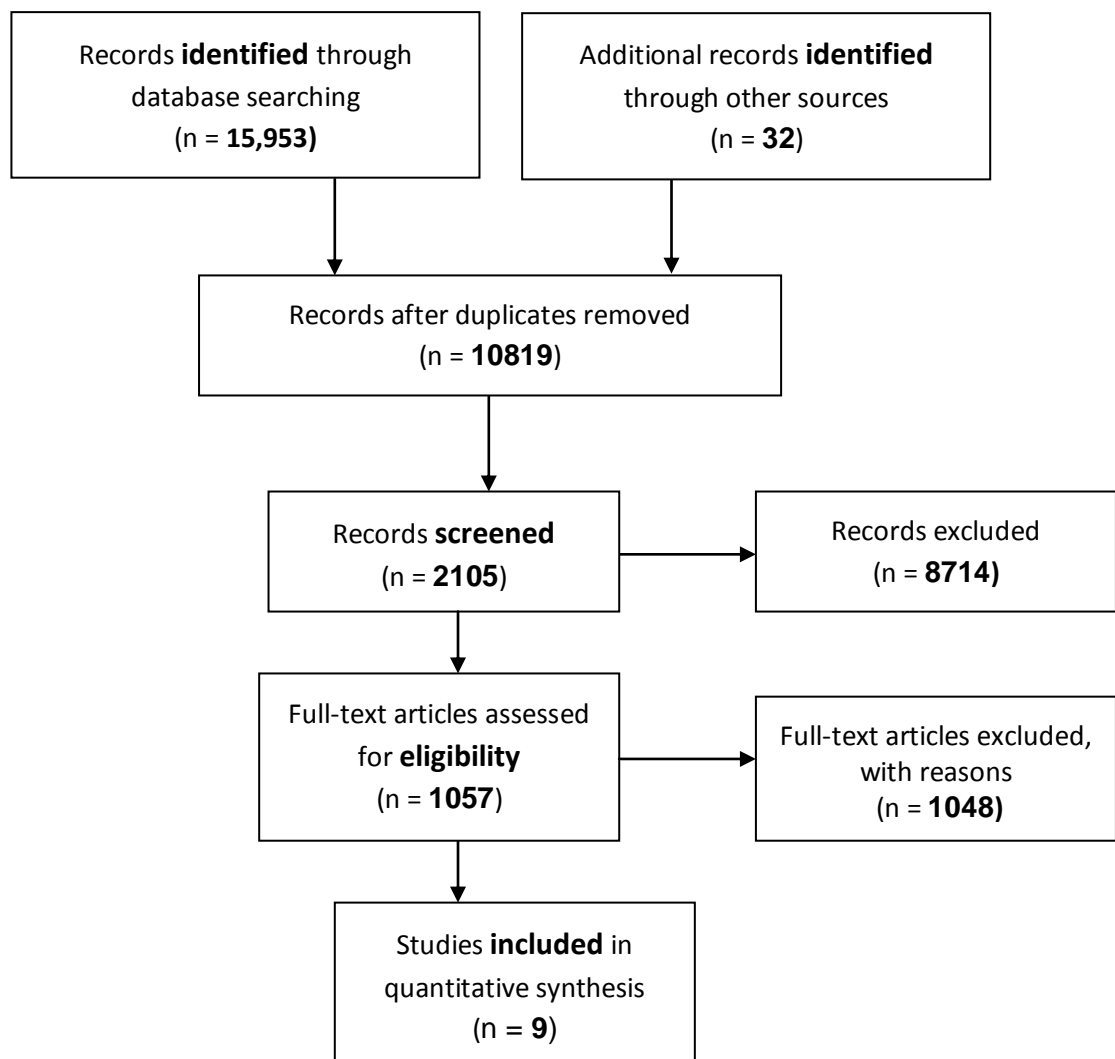 Records identified through
database searching
(n = 15,953)
Additional records identified
through other sources
(n = 32)
Records after duplicates removed
(n = 10819)
Records screened
(n = 2105)
Records excluded
(n = 8714)
Full-text articles assessed
for eligibility
(n = 1057)
Full-text articles excluded,
with reasons
(n = 1048)
Studies included in
quantitative synthesis
(n = 9)